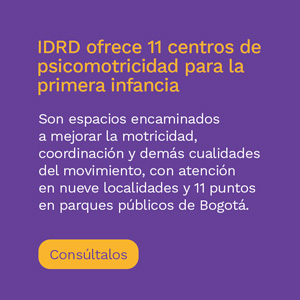 IDRD ofrece 11 centros de
psicomotricidad para la
primera infancia
Son espacios encaminados
a mejorar la motricidad,
coordinación y demás cualidades
del movimiento, con atención
en nueve localidades y 11 puntos
en parques públicos de Bogotá.
Consúltalos